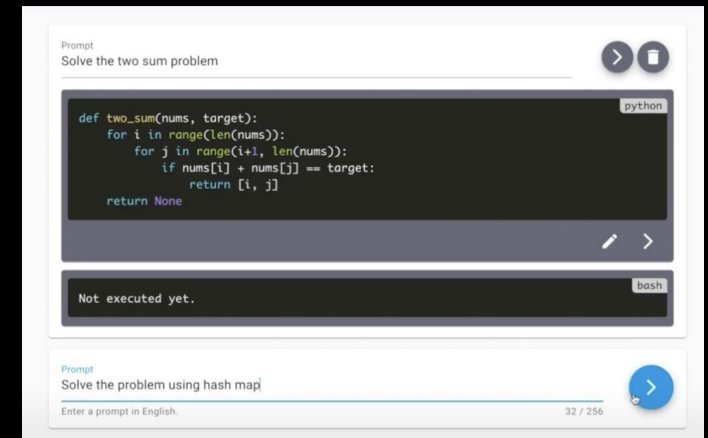 Prompt
Solve the two sum problem
python
def two_sum(nums, target):
    for i in range(len(nums)):
        for j in range(i+1, len(nums)):
            if nums[i] + nums[j] == target:
                return [i, j]
    return None
bash
Not executed yet.
Prompt
Solve the problem using hash map
Enter a prompt in English. 32 / 256